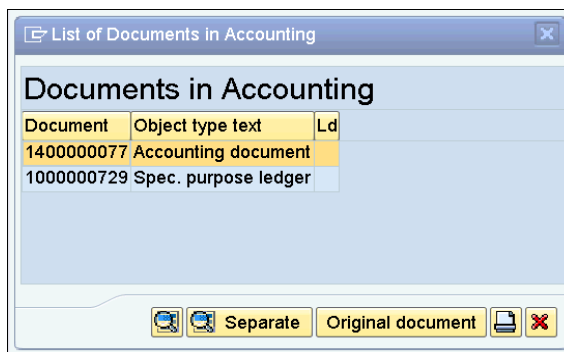 List of Documents in Accounting
Documents in Accounting
Document Object type text Ld
1400000077 Accounting document
1000000729 Spec. purpose ledger
Separate Original document